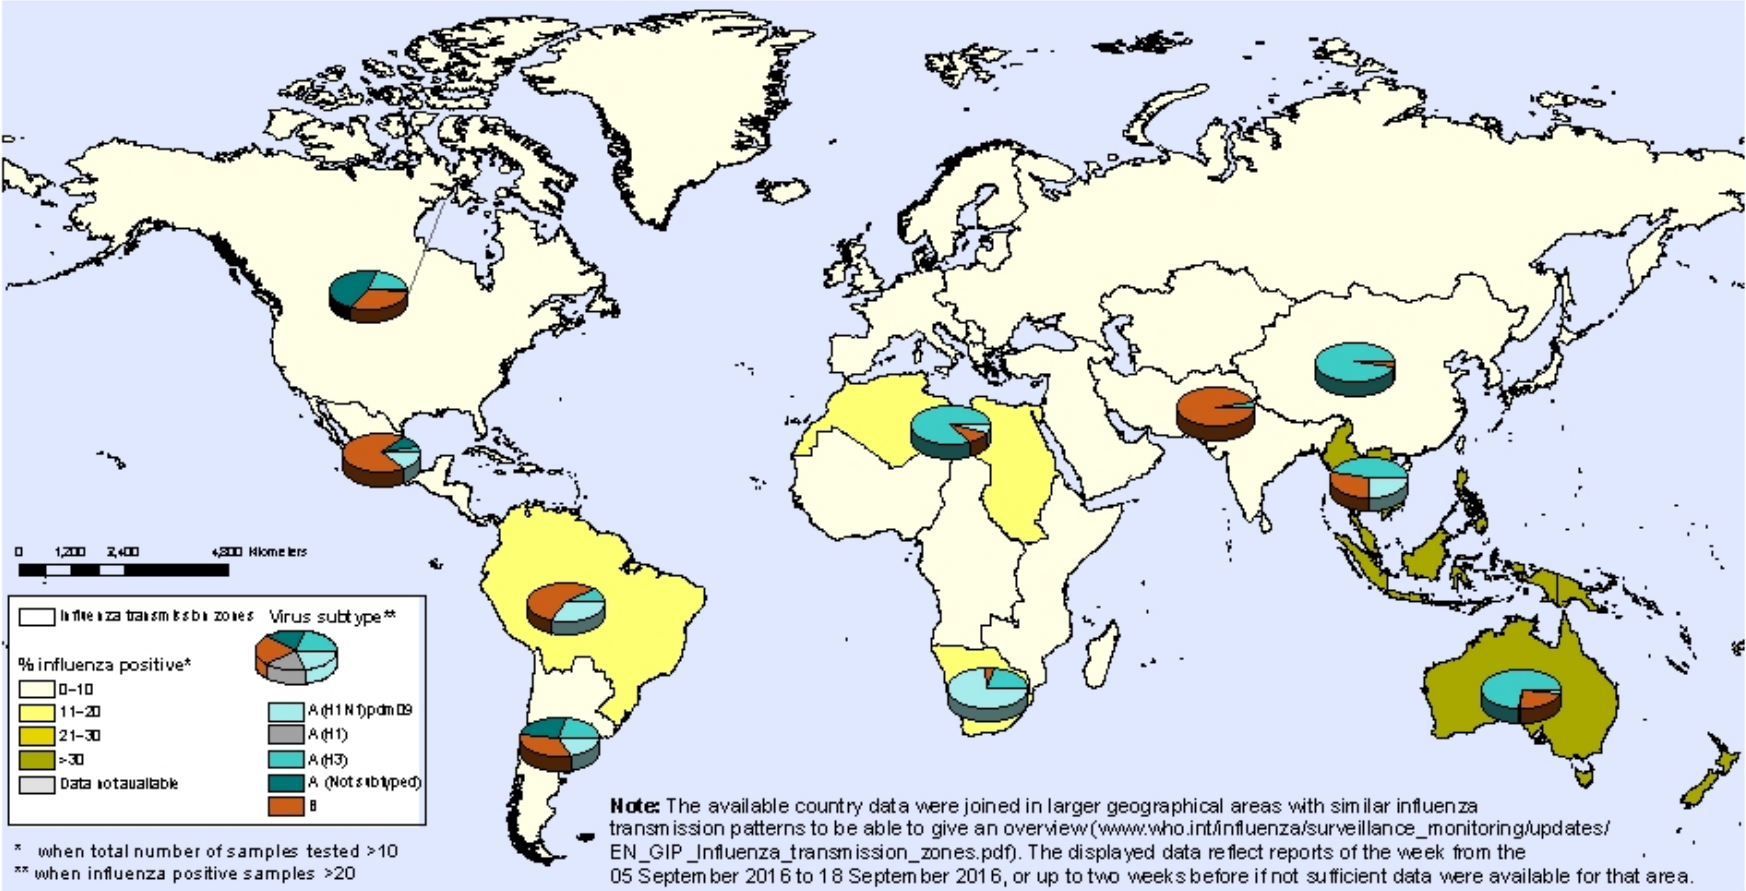 0 1,200 2,400 4,800 Kilometers
Influenza transmission zones
Virus subtype**
% influenza positive*
0-10
11-20
21-30
>30
Data not available
A(H1N1)pdm09
A(H1)
A(H3)
A (Not subtyped)
B
* when total number of samples tested >10
** when influenza positive samples >20
Note: The available country data were joined in larger geographical areas with similar influenza
transmission patterns to be able to give an overview (www.who.int/influenza/surveillance_monitoring/updates/
EN_GIP_Influenza_transmission_zones.pdf). The displayed data reflect reports of the week from the
05 September 2016 to 18 September 2016, or up to two weeks before if not sufficient data were available for that area.